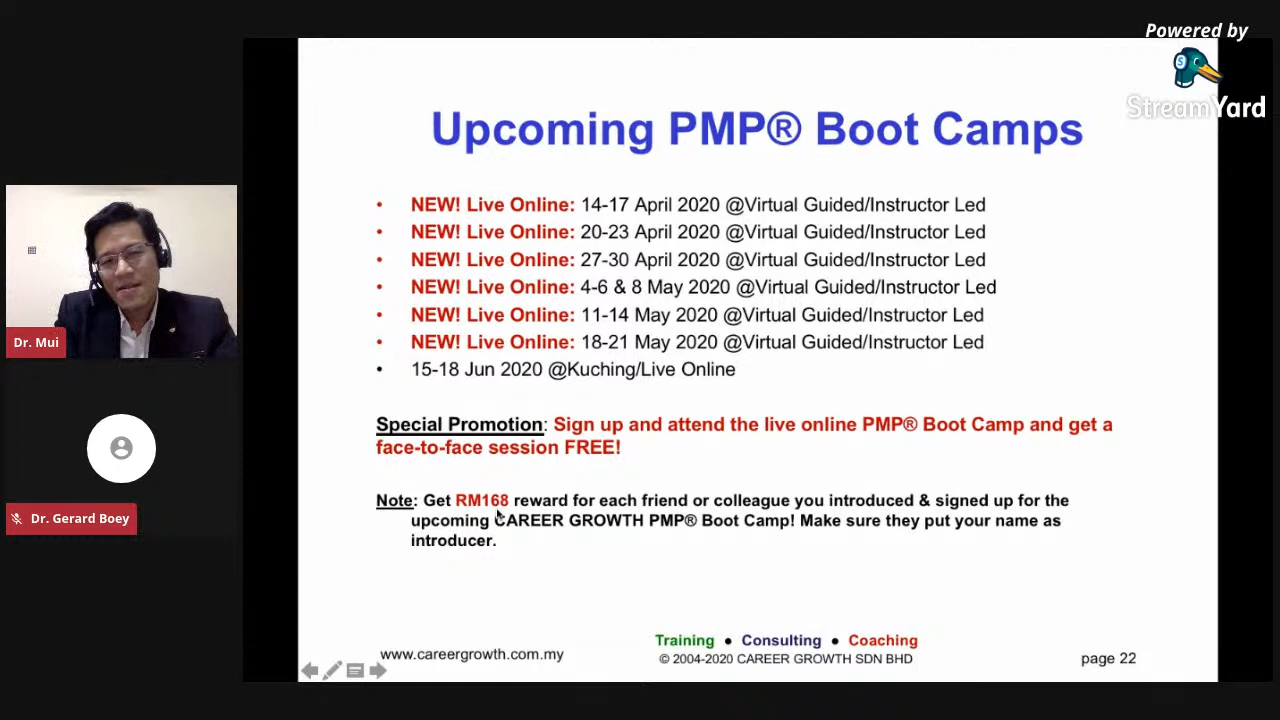 Powered by
StreamYard
Upcoming PMP® Boot Camps
• NEW! Live Online: 14-17 April 2020 @Virtual Guided/Instructor Led
• NEW! Live Online: 20-23 April 2020 @Virtual Guided/Instructor Led
• NEW! Live Online: 27-30 April 2020 @Virtual Guided/Instructor Led
• NEW! Live Online: 4-6 & 8 May 2020 @Virtual Guided/Instructor Led
• NEW! Live Online: 11-14 May 2020 @Virtual Guided/Instructor Led
• NEW! Live Online: 18-21 May 2020 @Virtual Guided/Instructor Led
• 15-18 Jun 2020 @Kuching/Live Online
Special Promotion: Sign up and attend the live online PMP® Boot Camp and get a
face-to-face session FREE!
Note: Get RM168 reward for each friend or colleague you introduced & signed up for the
upcoming CAREER GROWTH PMP® Boot Camp! Make sure they put your name as
introducer.
Training • Consulting • Coaching
www.careergrowth.com.my
© 2004-2020 CAREER GROWTH SDN BHD
page 22
Dr. Mui
Dr. Gerard Boey